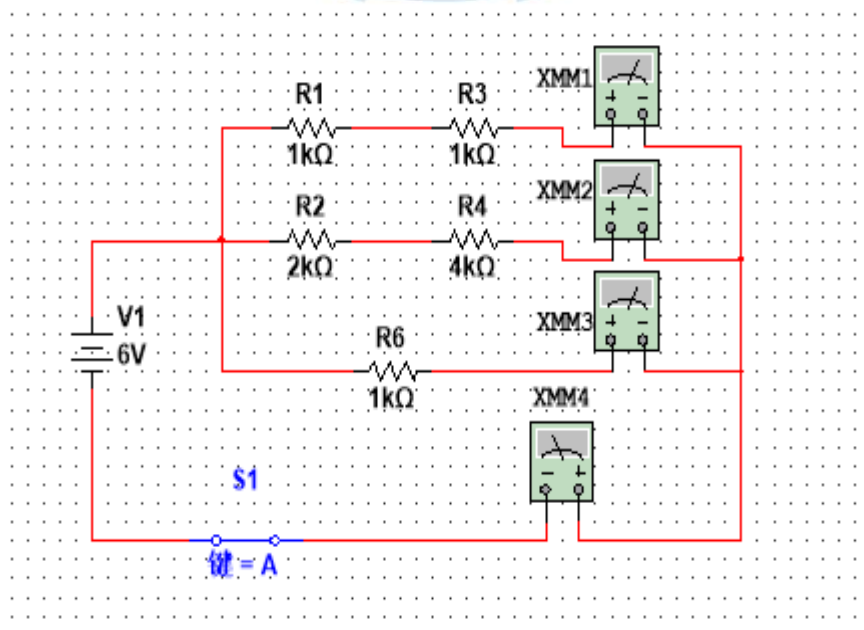 XMM1
+ −
R1
R3
1kΩ
1kΩ
XMM2
+ −
R2
R4
2kΩ
4kΩ
XMM3
+ −
V1
6V
R6
1kΩ
XMM4
− +
S1
键 = A